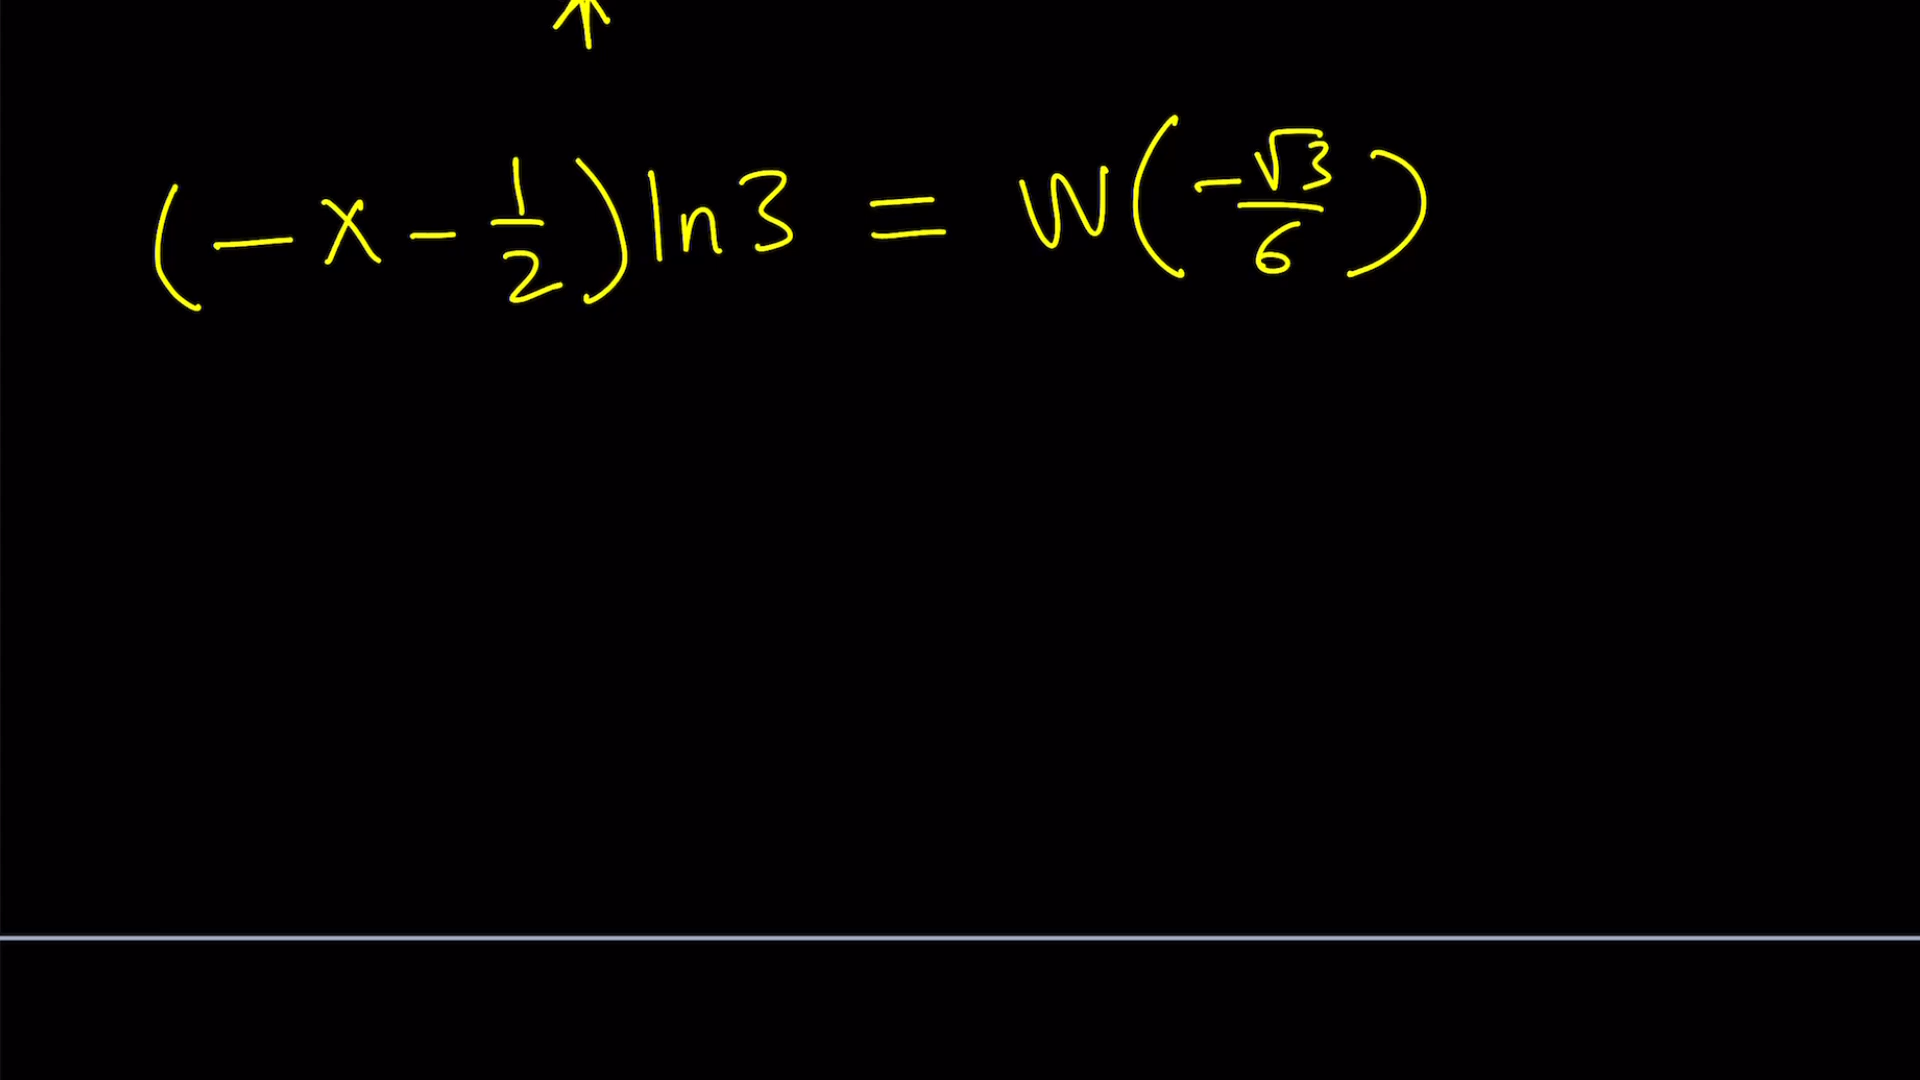 (-x - 1/2) ln3 = W(-√3/6)